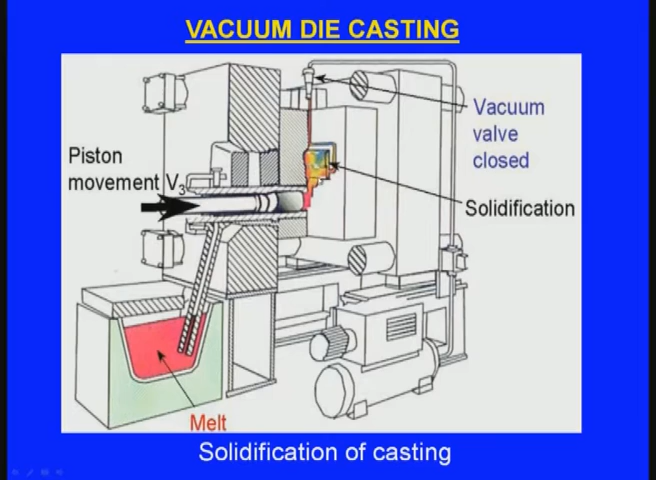 VACUUM DIE CASTING
Vacuum
valve
closed
Piston
movement V3
Solidification
Melt
Solidification of casting